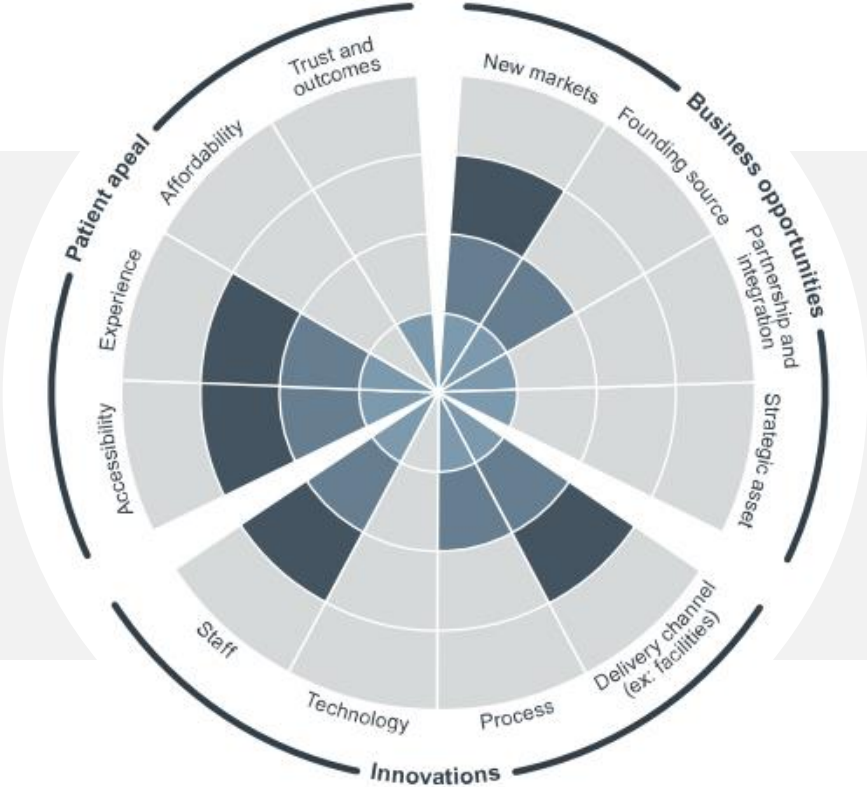 Patient apeal
Trust and
outcomes
Affordability
Experience
Accessibility
Business opportunities
New markets
Founding source
Partnership and
integration
Strategic asset
Delivery channel
(ex: facilities)
Process
Technology
Staff
Innovations